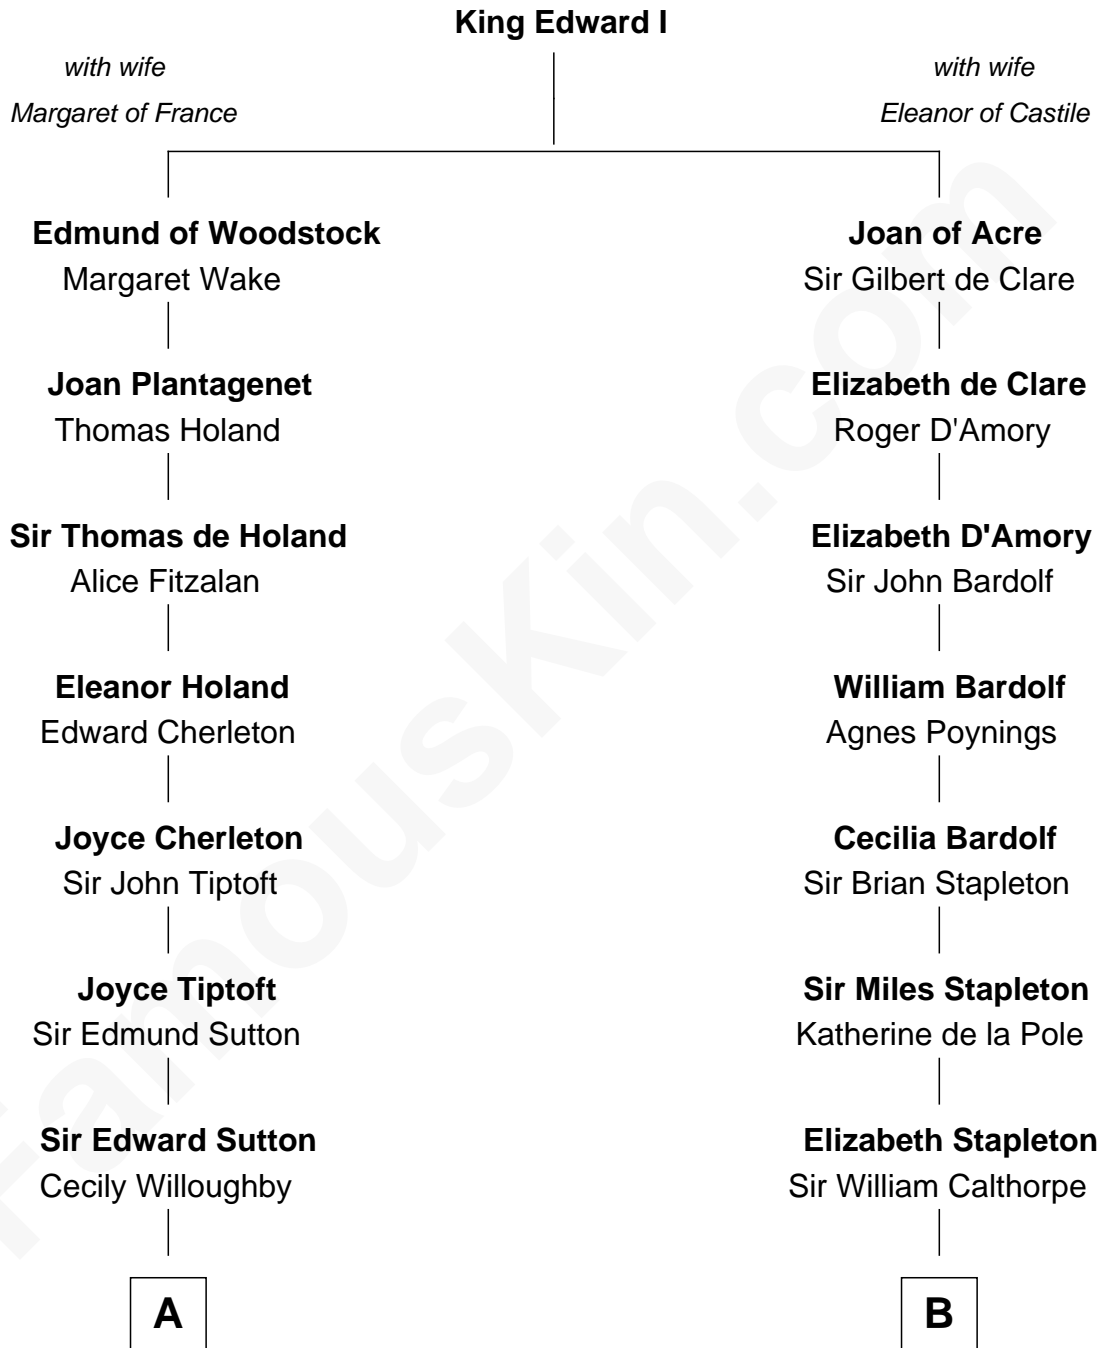 King Edward I
with wife
Margaret of France
with wife
Eleanor of Castile
Edmund of Woodstock
Margaret Wake
Joan of Acre
Sir Gilbert de Clare
Joan Plantagenet
Thomas Holand
Elizabeth de Clare
Roger D'Amory
Sir Thomas de Holand
Alice Fitzalan
Elizabeth D'Amory
Sir John Bardolf
Eleanor Holand
Edward Cherleton
William Bardolf
Agnes Poynings
Joyce Cherleton
Sir John Tiptoft
Cecilia Bardolf
Sir Brian Stapleton
Joyce Tiptoft
Sir Edmund Sutton
Sir Miles Stapleton
Katherine de la Pole
Sir Edward Sutton
Cecily Willoughby
Elizabeth Stapleton
Sir William Calthorpe
A
B
FamousKin.com